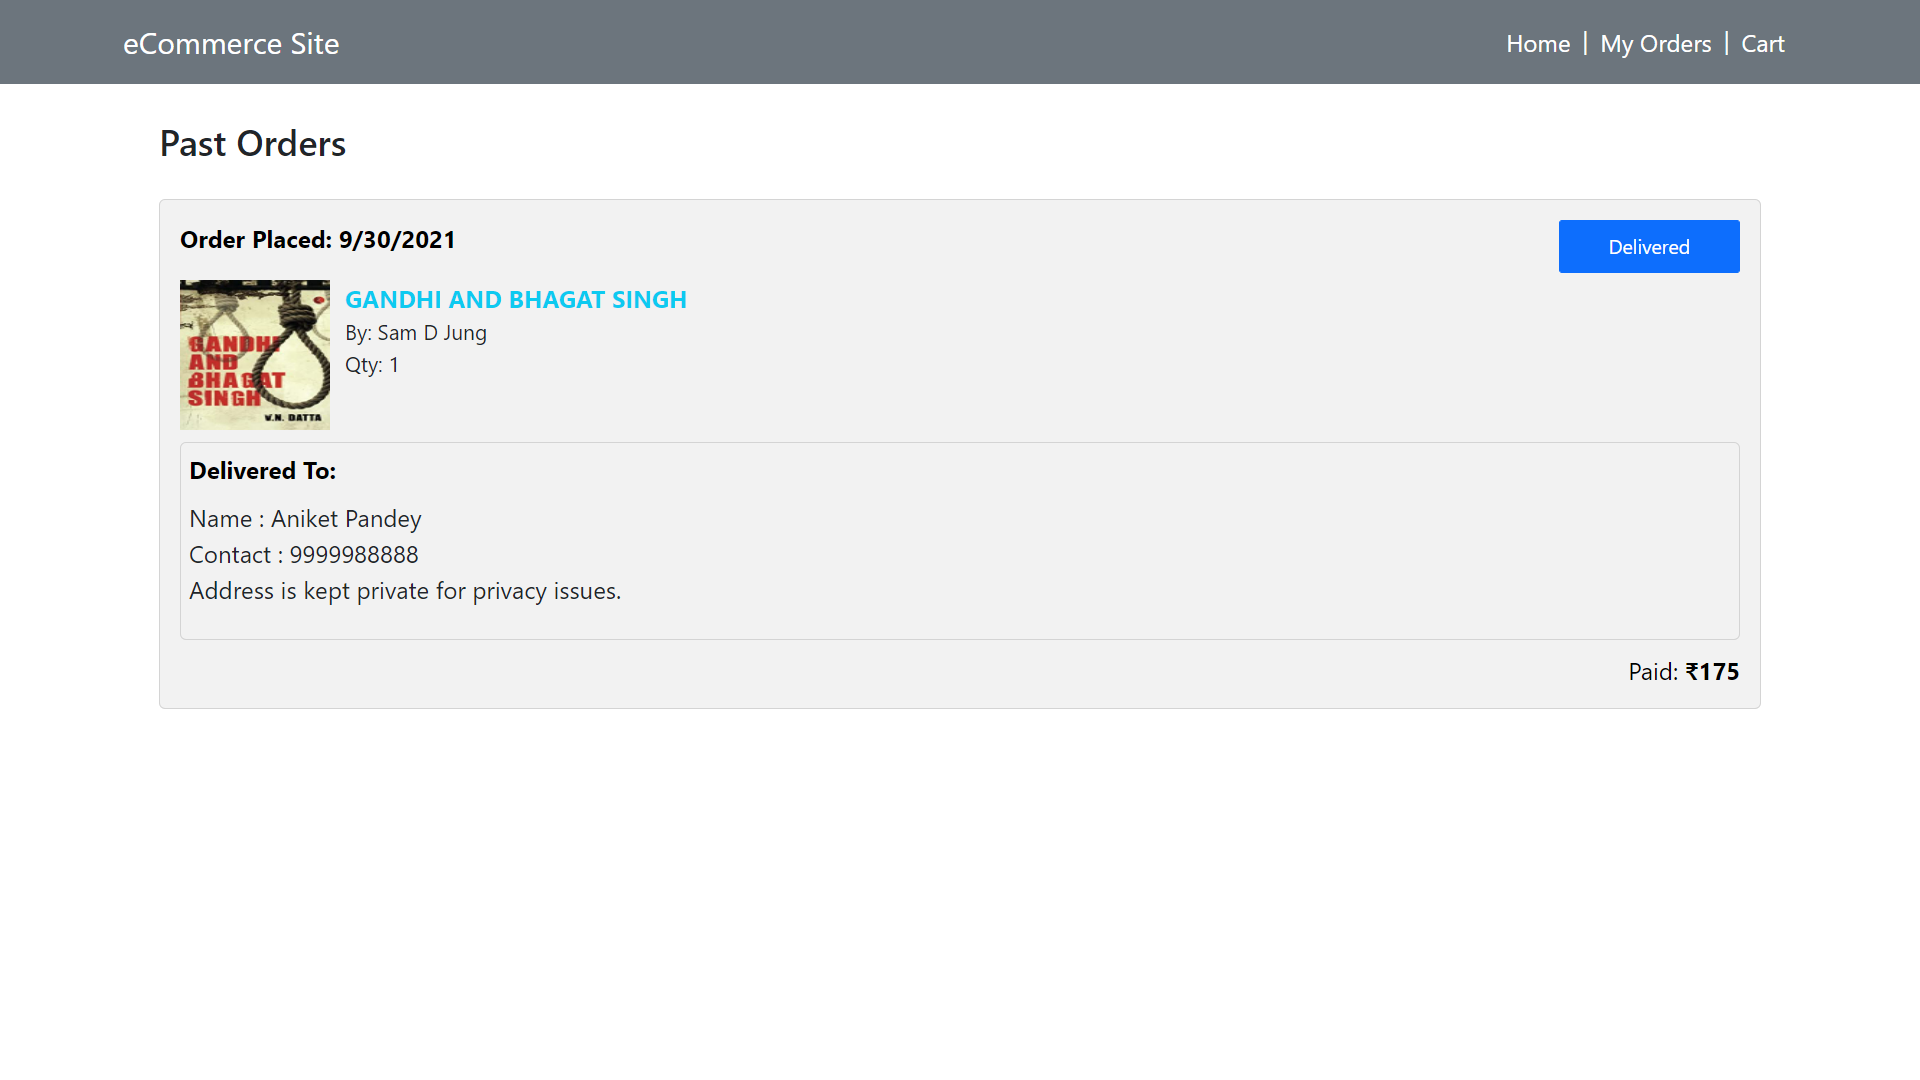 eCommerce Site
Home | My Orders | Cart
Past Orders
Order Placed: 9/30/2021
Delivered
GANDHI
AND
BHAGAT
SINGH
V.N. DATTA
GANDHI AND BHAGAT SINGH
By: Sam D Jung
Qty: 1
Delivered To:
Name : Aniket Pandey
Contact : 9999988888
Address is kept private for privacy issues.
Paid: ₹175